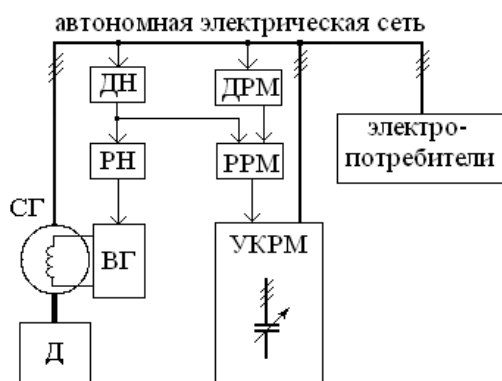 автономная электрическая сеть
ДН
ДРМ
электро-
потребители
РН
РРМ
СГ
ВГ
УКРМ
Д